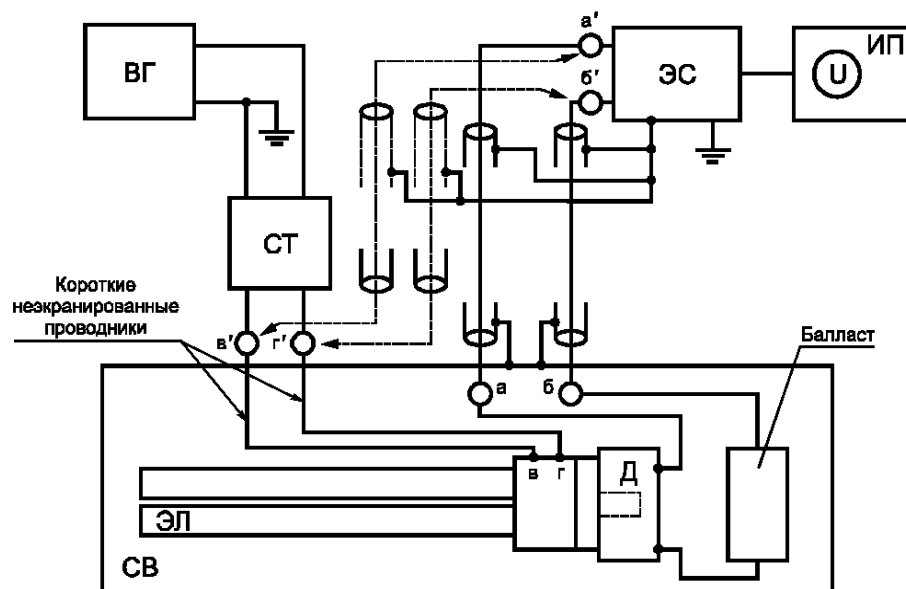 а′
ВГ
ЭС
ИП
U
б′
СТ
Короткие
неэкранированные
проводники
в′
г′
Балласт
а
б
в
г
Д
ЭЛ
СВ